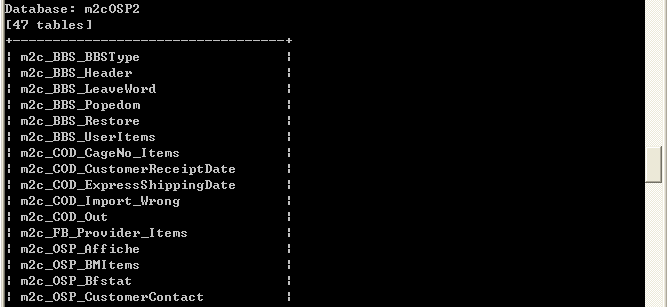 Database: m2cOSP2
[47 tables]
+----------------------------------+
¦ m2c_BBS_BBSType ¦
¦ m2c_BBS_Header ¦
¦ m2c_BBS_LeaveWord ¦
¦ m2c_BBS_Popedom ¦
¦ m2c_BBS_Restore ¦
¦ m2c_BBS_UserItems ¦
¦ m2c_COD_CageNo_Items ¦
¦ m2c_COD_CustomerReceiptDate ¦
¦ m2c_COD_ExpressShippingDate ¦
¦ m2c_COD_Import_Wrong ¦
¦ m2c_COD_Out ¦
¦ m2c_FB_Provider_Items ¦
¦ m2c_OSP_Affiche ¦
¦ m2c_OSP_BMItems ¦
¦ m2c_OSP_Bfstat ¦
¦ m2c_OSP_CustomerContact ¦